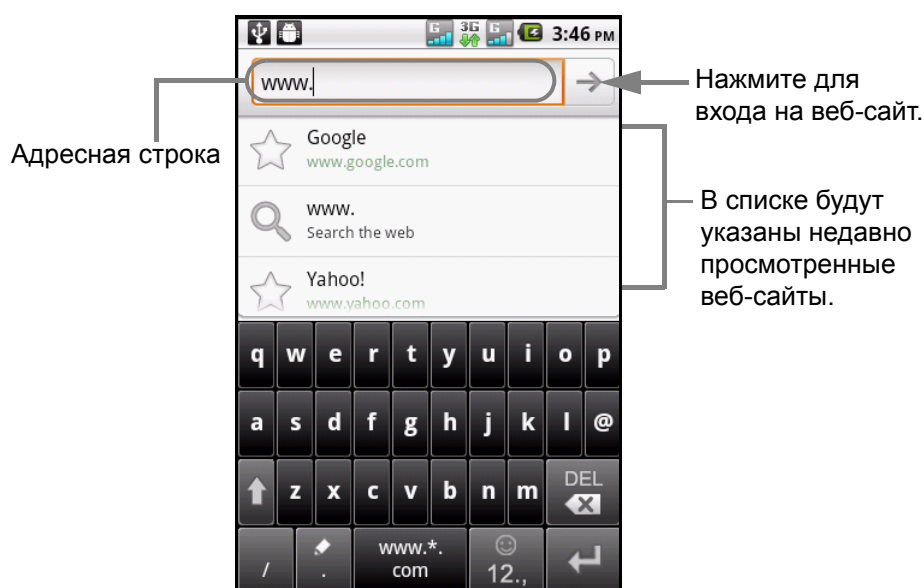 G 3G G 3:46 PM
www.
Нажмите для
входа на веб-сайт.
Адресная строка
Google
www.google.com
www.
Search the web
Yahoo!
www.yahoo.com
В списке будут
указаны недавно
просмотренные
веб-сайты.
q w e r t y u i o p
a s d f g h j k l @
z x c v b n m DEL
/ . www.*. 12.,
com